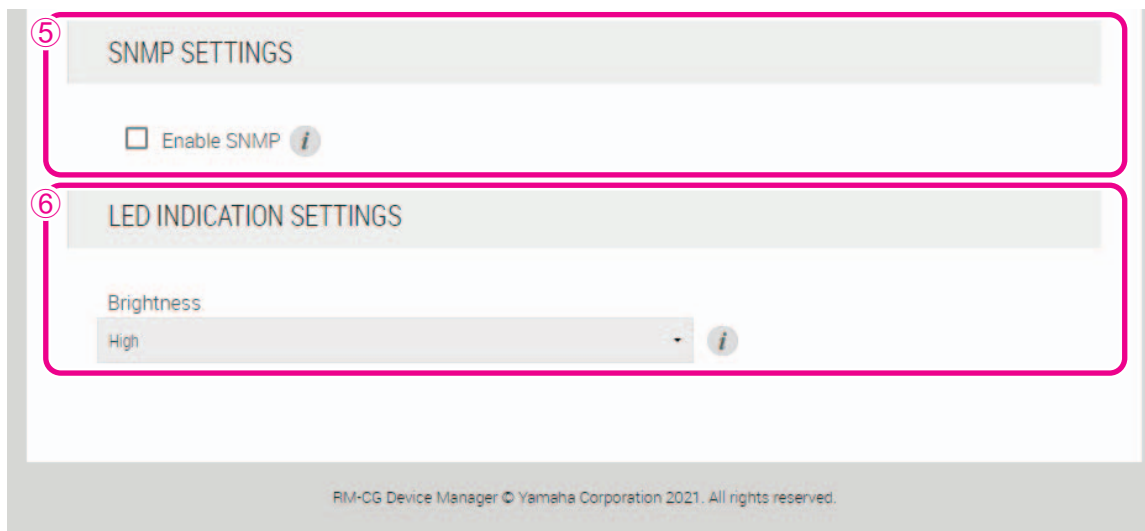 ⑤
SNMP SETTINGS
Enable SNMP i
⑥
LED INDICATION SETTINGS
Brightness
High i
RM-CG Device Manager © Yamaha Corporation 2021. All rights reserved.